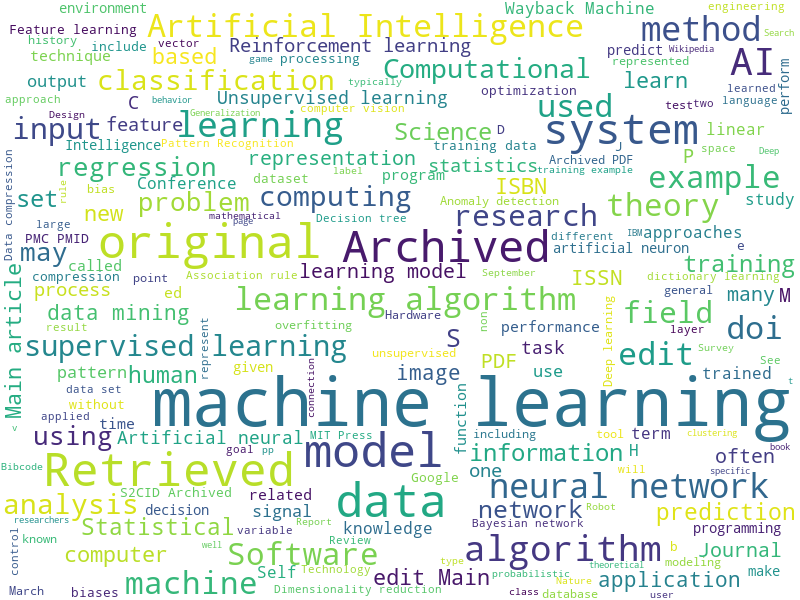 environment
Artificial Intelligence
Wayback Machine
engineering
Feature learning
history
include
vector
Reinforcement learning
method
predict
Wikipedia
Search
technique
based
game
processing
Computational
represented
AI
output
classification
typically
learn
learned
perform
approach
C
behavior
Unsupervised learning
optimization
used
test
two
language
Design
Generalization
computer vision
input
feature
learning
Science
D
system
linear
Intelligence
Pattern Recognition
training data
J
P
space
Deep
Data compression
regression
representation
statistics
Archived PDF
training example
example
rule
bias
Conference
label
program
ISBN
set
dataset
problem
computing
Anomaly detection
theory
study
new
mathematical
page
Decision tree
research
different
IBM
approaches
large
PMC PMID
may
original
Archived
artificial neuron
e
called
learning model
ISSN
training
compression
point
Association rule
September
dictionary learning
Main article
process
ed
learning algorithm
general
many
M
data mining
Hardware
non
field
doi
result
represent
overfitting
performance
layer
supervised learning
S
task
edit
Survey
See
unsupervised
PDF
Deep learning
trained
pattern
human
given
connection
image
use
data set
t
applied
without
machine learning
v
time
function
using
Artificial neural
MIT Press
including
tool
term
clustering
book
goal
pp
model
information
H
often
Bibcode
Retrieved
Google
one
will
specific
S2CID Archived
related
data
neural network
analysis
decision
signal
network
Robot
prediction
researchers
Statistical
variable
Report
knowledge
Bayesian network
programming
control
known
well
Review
algorithm
b
Journal
computer
Software
type
theoretical
modeling
Self
Technology
edit Main
probabilistic
make
machine
Nature
application
March
biases
Dimensionality reduction
class
database
user